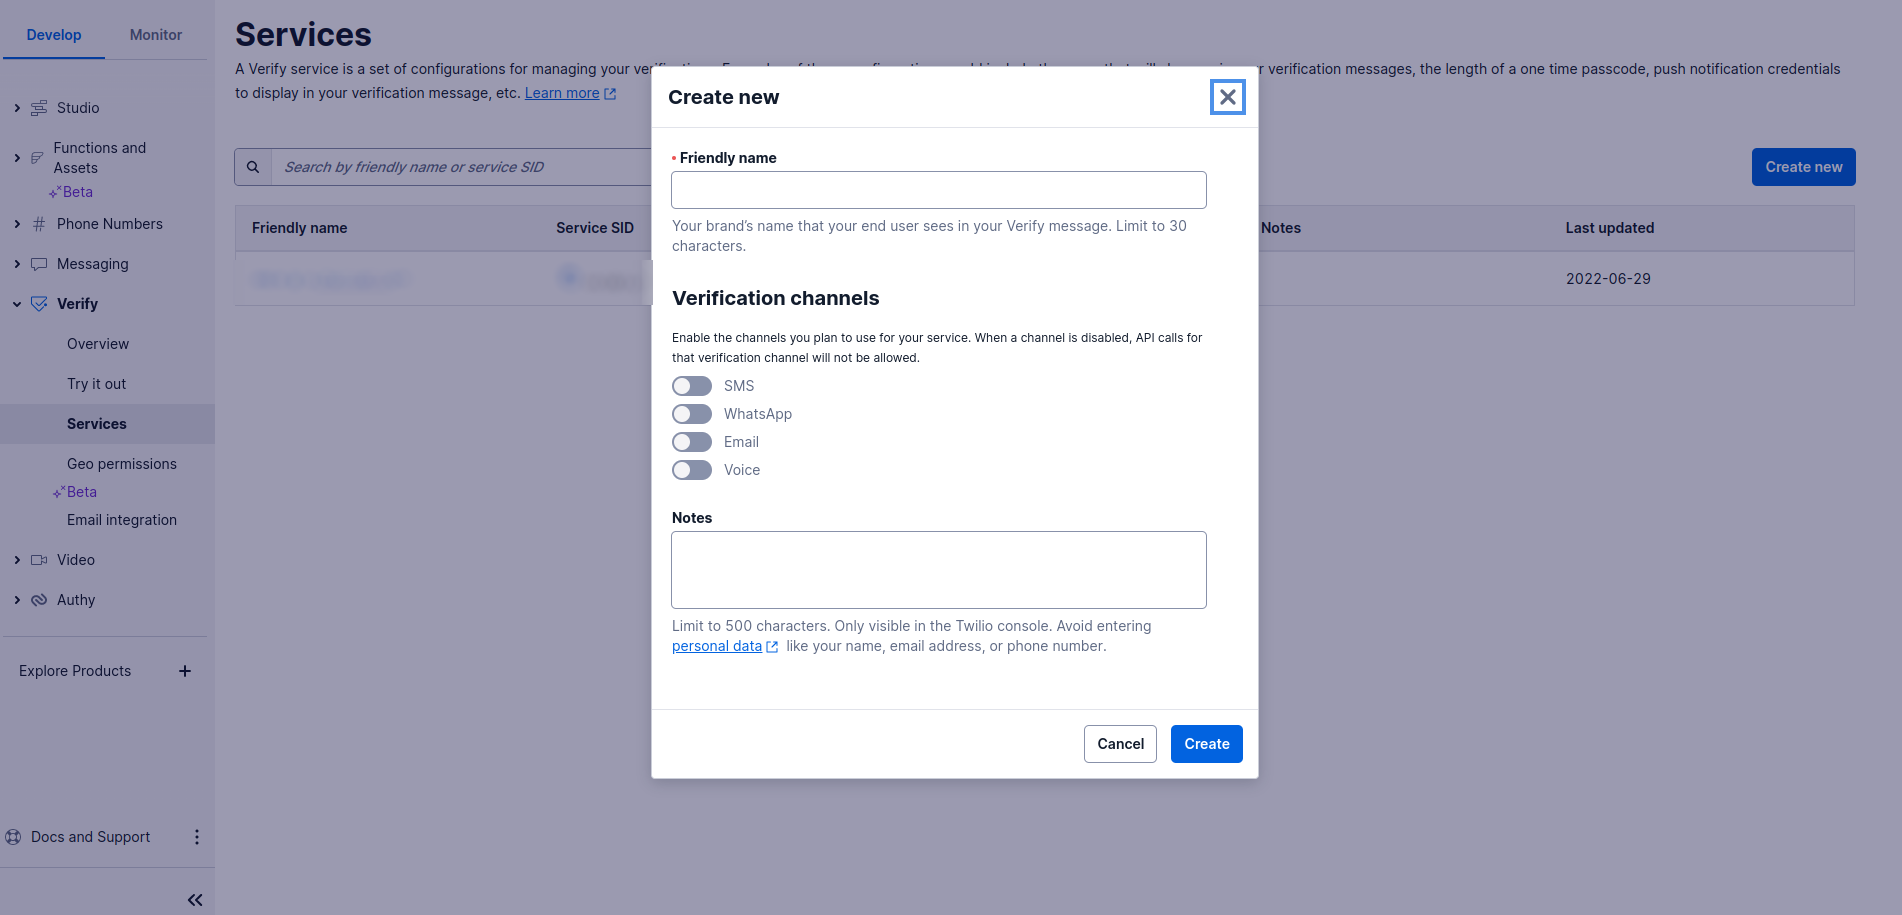 Develop
Monitor
Studio
Functions and
Assets
Beta
Phone Numbers
Messaging
Verify
Overview
Try it out
Services
Geo permissions
Beta
Email integration
Video
Authy
Explore Products
Docs and Support
Services
A Verify service is a set of configurations for managing your verification verification messages, the length of a one time passcode, push notification credentials
to display in your verification message, etc. Learn more
Search by friendly name or service SID
Create new
Friendly name
Service SID
Notes
Last updated
2022-06-29
Create new
• Friendly name
Your brand’s name that your end user sees in your Verify message. Limit to 30
characters.
Verification channels
Enable the channels you plan to use for your service. When a channel is disabled, API calls for
that verification channel will not be allowed.
SMS
WhatsApp
Email
Voice
Notes
Limit to 500 characters. Only visible in the Twilio console. Avoid entering
personal data like your name, email address, or phone number.
Cancel
Create